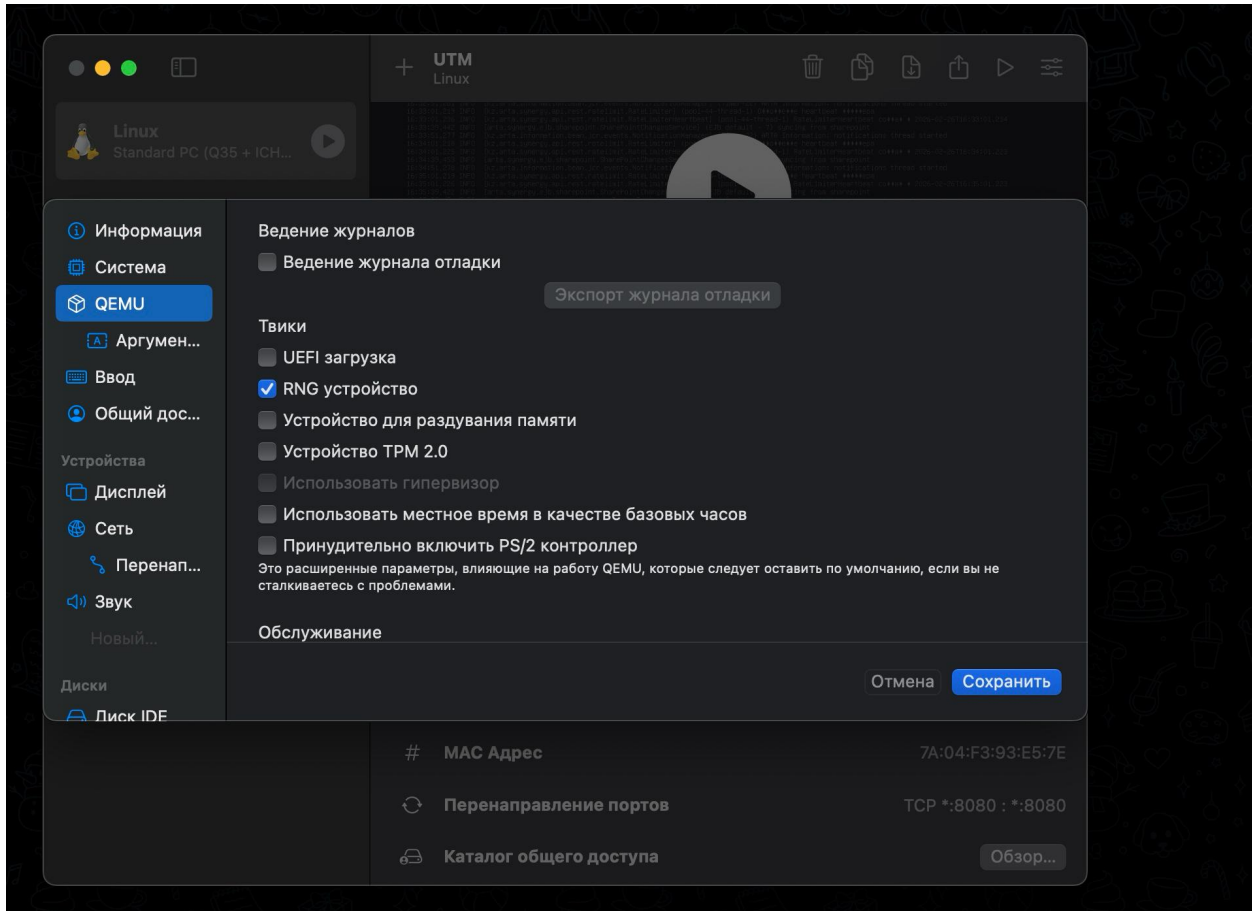 UTM
Linux
Linux
Standard PC (Q35 + ICH...
Информация
Система
QEMU
Аргумен...
Ввод
Общий дос...
Устройства
Дисплей
Сеть
Перенап...
Звук
Новый...
Диски
Диск IDE
Ведение журналов
Ведение журнала отладки
Экспорт журнала отладки
Твики
UEFI загрузка
RNG устройство
Устройство для раздувания памяти
Устройство TPM 2.0
Использовать гипервизор
Использовать местное время в качестве базовых часов
Принудительно включить PS/2 контроллер
Это расширенные параметры, влияющие на работу QEMU, которые следует оставить по умолчанию, если вы не
сталкиваетесь с проблемами.
Обслуживание
Отмена
Сохранить
# MAC Адрес
7A:04:F3:93:E5:7E
Перенаправление портов
TCP *:8080 : *:8080
Каталог общего доступа
Обзор...